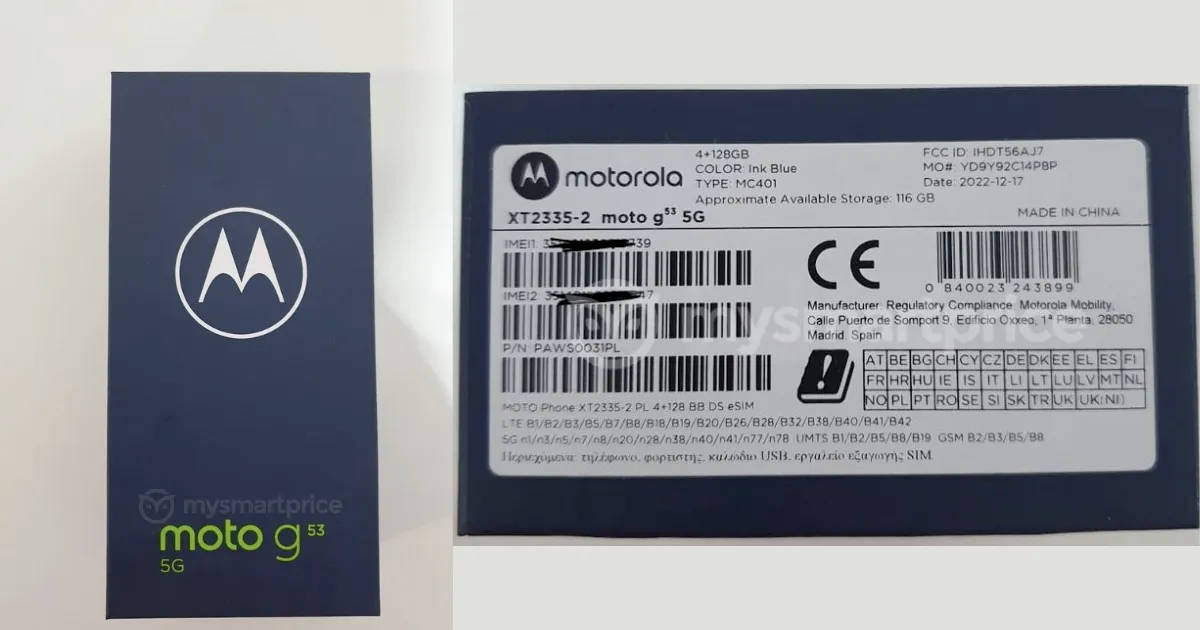 mysmartprice
moto g53
5G
motorola
4+128GB
COLOR: Ink Blue
TYPE: MC401
Approximate Available Storage: 116 GB
FCC ID: IHDT56AJ7
MO#: YD9Y92C14P8P
Date: 2022-12-17
XT2335-2 moto g53 5G
MADE IN CHINA
IMEI1: 35 39
IMEI2: 35 47
P/N: PAWS0031PL
CE
0 840023 243899
Manufacturer: Regulatory Compliance, Motorola Mobility,
Calle Puerto de Somport 9, Edificio Oxxeo, 1ª Planta, 28050
Madrid, Spain
mysmartprice
AT BE BG CH CY CZ DE DK EE EL ES FI
FR HR HU IE IS IT LI LT LU LV MT NL
NO PL PT RO SE SI SK TR UK UK(NI)
MOTO Phone XT2335-2 PL 4+128 BB DS eSIM
LTE B1/B2/B3/B5/B7/B8/B18/B19/B20/B26/B28/B32/B38/B40/B41/B42
5G n1/n3/n5/n7/n8/n20/n28/n38/n40/n41/n77/n78 UMTS B1/B2/B5/B8/B19 GSM B2/B3/B5/B8
Περιεχόμενα: τηλέφωνο, φορτιστής, καλώδιο USB, εργαλείο εξαγωγής SIM